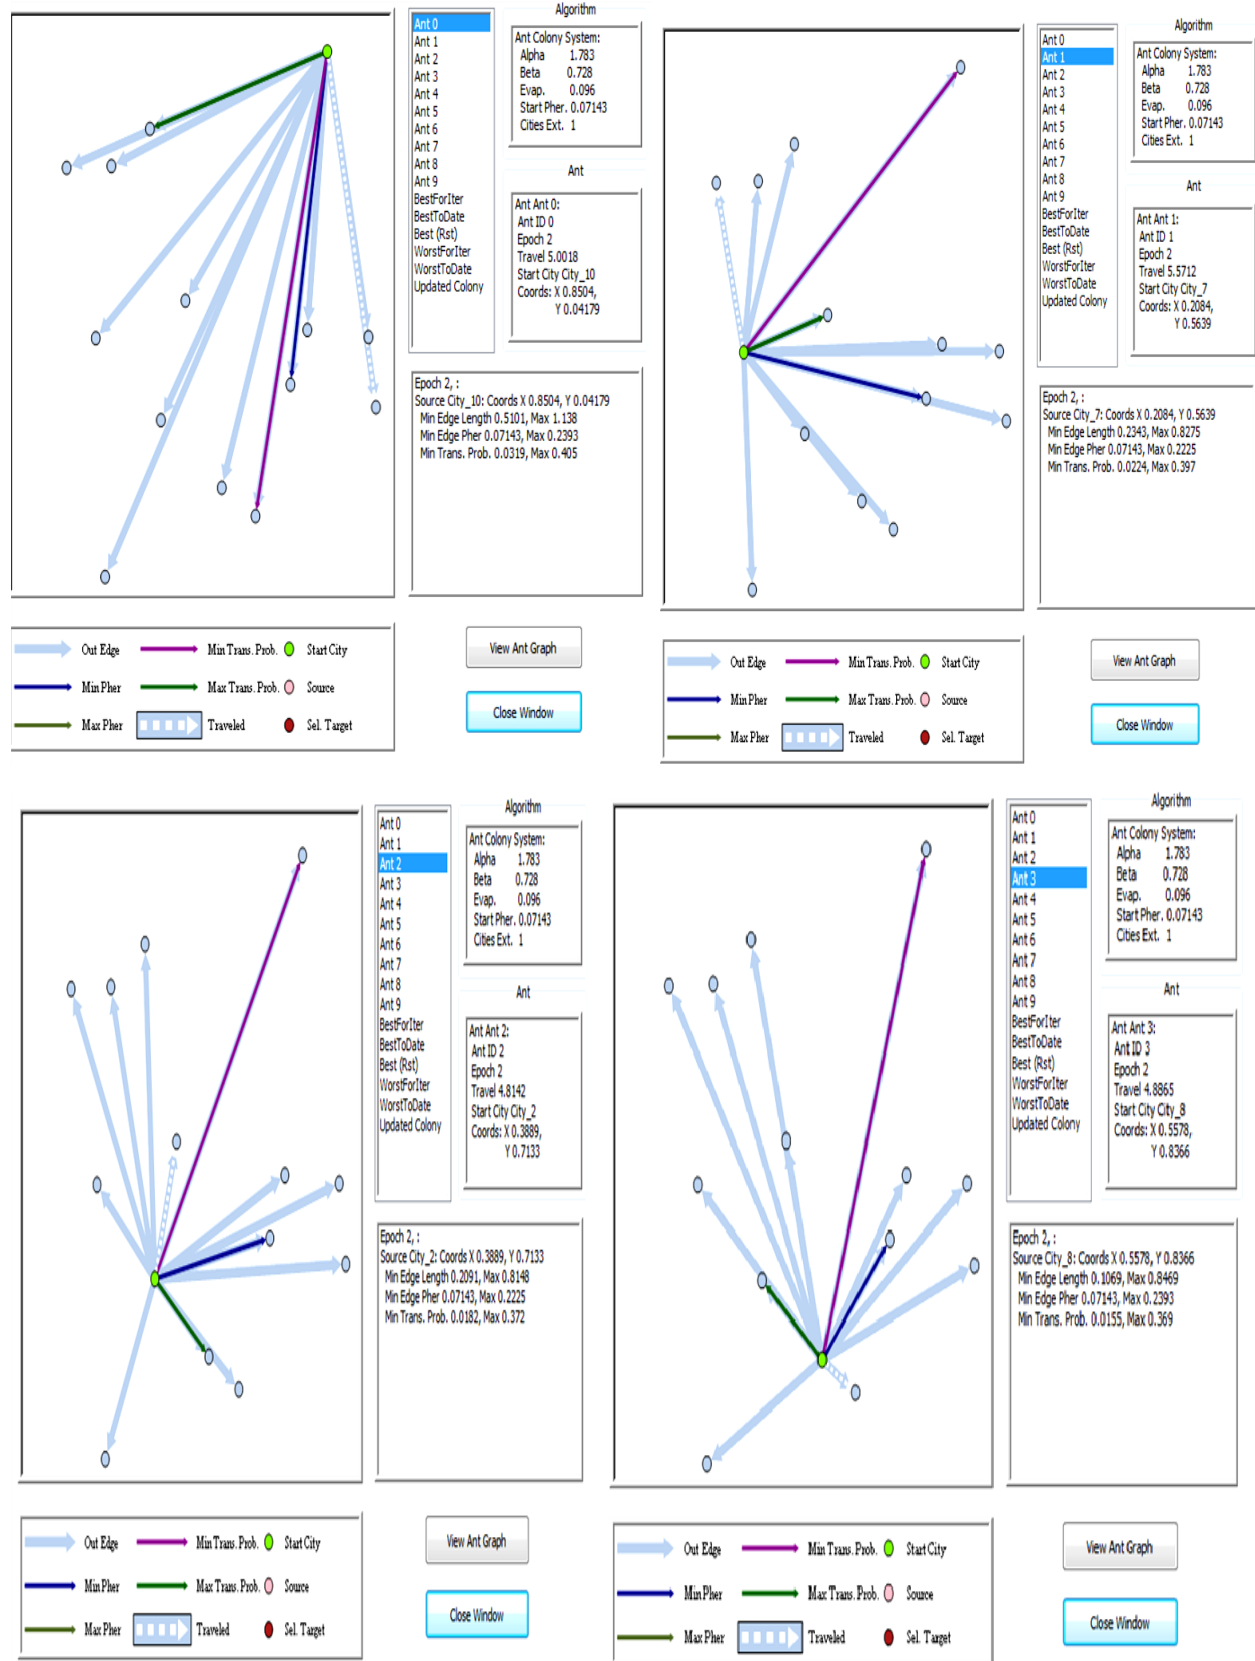 Ant 0
Ant 1
Ant 2
Ant 3
Ant 4
Ant 5
Ant 6
Ant 7
Ant 8
Ant 9
BestForIter
BestToDate
Best (Rst)
WorstForIter
WorstToDate
Updated Colony
Algorithm
Ant Colony System:
Alpha 1.783
Beta 0.728
Evap. 0.096
Start Pher. 0.07143
Cities Ext. 1
Ant
Ant Ant 0:
Ant ID 0
Epoch 2
Travel 5.0018
Start City City_10
Coords: X 0.8504,
Y 0.04179
Epoch 2, :
Source City_10: Coords X 0.8504, Y 0.04179
Min Edge Length 0.5101, Max 1.138
Min Edge Pher 0.07143, Max 0.2393
Min Trans. Prob. 0.0319, Max 0.405
Out Edge Min Trans. Prob. Start City
Min Pher Max Trans. Prob. Source
Max Pher Traveled Sel. Target
View Ant Graph
Close Window
Ant 0
Ant 1
Ant 2
Ant 3
Ant 4
Ant 5
Ant 6
Ant 7
Ant 8
Ant 9
BestForIter
BestToDate
Best (Rst)
WorstForIter
WorstToDate
Updated Colony
Algorithm
Ant Colony System:
Alpha 1.783
Beta 0.728
Evap. 0.096
Start Pher. 0.07143
Cities Ext. 1
Ant
Ant Ant 1:
Ant ID 1
Epoch 2
Travel 5.5712
Start City City_7
Coords: X 0.2084,
Y 0.5639
Epoch 2, :
Source City_7: Coords X 0.2084, Y 0.5639
Min Edge Length 0.2343, Max 0.8275
Min Edge Pher 0.07143, Max 0.2225
Min Trans. Prob. 0.0224, Max 0.397
Out Edge Min Trans. Prob. Start City
Min Pher Max Trans. Prob. Source
Max Pher Traveled Sel. Target
View Ant Graph
Close Window
Ant 0
Ant 1
Ant 2
Ant 3
Ant 4
Ant 5
Ant 6
Ant 7
Ant 8
Ant 9
BestForIter
BestToDate
Best (Rst)
WorstForIter
WorstToDate
Updated Colony
Algorithm
Ant Colony System:
Alpha 1.783
Beta 0.728
Evap. 0.096
Start Pher. 0.07143
Cities Ext. 1
Ant
Ant Ant 2:
Ant ID 2
Epoch 2
Travel 4.8142
Start City City_2
Coords: X 0.3889,
Y 0.7133
Epoch 2, :
Source City_2: Coords X 0.3889, Y 0.7133
Min Edge Length 0.2091, Max 0.8148
Min Edge Pher 0.07143, Max 0.2225
Min Trans. Prob. 0.0182, Max 0.372
Out Edge Min Trans. Prob. Start City
Min Pher Max Trans. Prob. Source
Max Pher Traveled Sel. Target
View Ant Graph
Close Window
Ant 0
Ant 1
Ant 2
Ant 3
Ant 4
Ant 5
Ant 6
Ant 7
Ant 8
Ant 9
BestForIter
BestToDate
Best (Rst)
WorstForIter
WorstToDate
Updated Colony
Algorithm
Ant Colony System:
Alpha 1.783
Beta 0.728
Evap. 0.096
Start Pher. 0.07143
Cities Ext. 1
Ant
Ant Ant 3:
Ant ID 3
Epoch 2
Travel 4.8865
Start City City_8
Coords: X 0.5578,
Y 0.8366
Epoch 2, :
Source City_8: Coords X 0.5578, Y 0.8366
Min Edge Length 0.1069, Max 0.8469
Min Edge Pher 0.07143, Max 0.2393
Min Trans. Prob. 0.0155, Max 0.369
Out Edge Min Trans. Prob. Start City
Min Pher Max Trans. Prob. Source
Max Pher Traveled Sel. Target
View Ant Graph
Close Window